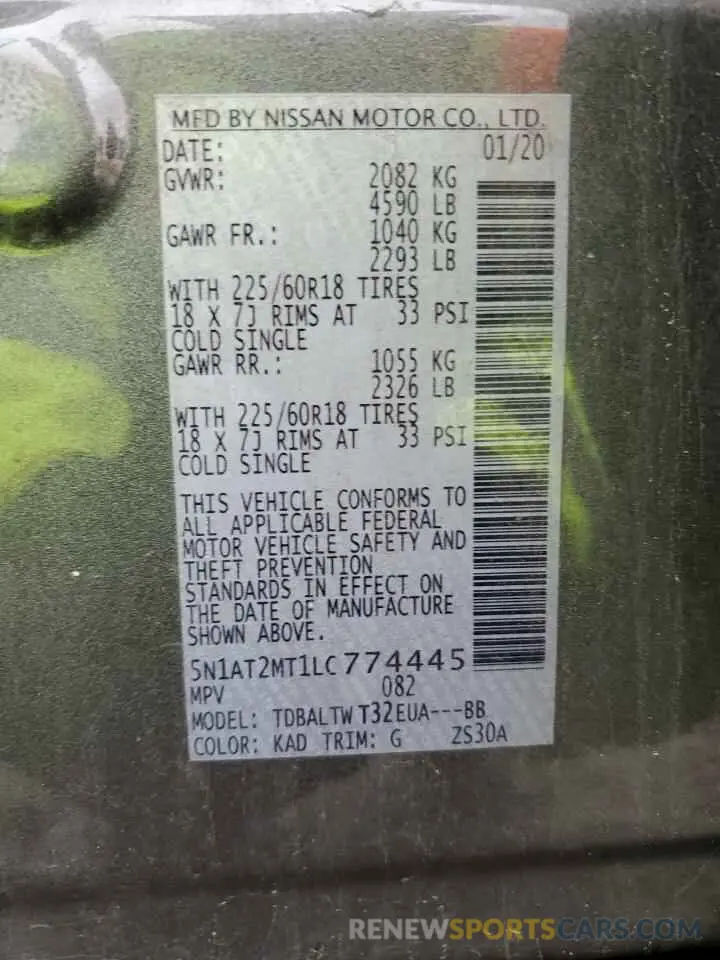 MFD BY NISSAN MOTOR CO., LTD.
DATE: 01/20
GVWR: 2082 KG
4590 LB
GAWR FR.: 1040 KG
2293 LB
WITH 225/60R18 TIRES
18 X 7J RIMS AT 33 PSI
COLD SINGLE
GAWR RR.: 1055 KG
2326 LB
WITH 225/60R18 TIRES
18 X 7J RIMS AT 33 PSI
COLD SINGLE
THIS VEHICLE CONFORMS TO
ALL APPLICABLE FEDERAL
MOTOR VEHICLE SAFETY AND
THEFT PREVENTION
STANDARDS IN EFFECT ON
THE DATE OF MANUFACTURE
SHOWN ABOVE.
5N1AT2MT1LC774445
MPV 082
MODEL: TDBALTW T32EUA---BB
COLOR: KAD TRIM: G ZS30A
RENEWSPORTSCARS.COM